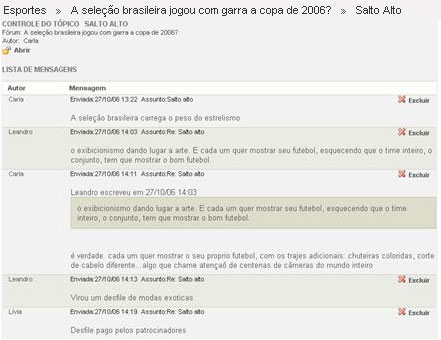 Esportes » A seleção brasileira jogou com garra a copa de 2006? » Salto Alto
CONTROLE DO TÓPICO SALTO ALTO
Fórum: A seleção brasileira jogou com garra a copa de 2006?
Autor: Carla
Abrir
LISTA DE MENSAGENS
Autor Mensagem
Carla Enviada:27/10/06 13:22 Assunto:Salto alto Excluir
A seleção brasileira carrega o peso do estrelismo
Leandro Enviada:27/10/06 14:03 Assunto:Re: Salto alto Excluir
o exibicionismo dando lugar a arte. E cada um quer mostrar seu futebol, esquecendo que o time inteiro, o
conjunto, tem que mostrar o bom futebol.
Carla Enviada:27/10/06 14:11 Assunto:Re: Salto alto Excluir
Leandro escreveu em 27/10/06 14:03
o exibicionismo dando lugar a arte. E cada um quer mostrar seu futebol, esquecendo que o time
inteiro, o conjunto, tem que mostrar o bom futebol.
é verdade. cada um quer mostrar o seu proprio futebol, com os trajes adicionais: chuteiras coloridas, corte
de cabelo diferente...algo que chame atençaõ de centenas de câmeras do mundo inteiro
Leandro Enviada:27/10/06 14:13 Assunto:Re: Salto alto Excluir
Virou um desfile de modas exoticas
Lívia Enviada:27/10/06 14:19 Assunto:Re: Salto alto Excluir
Desfile pago pelos patrocinadores